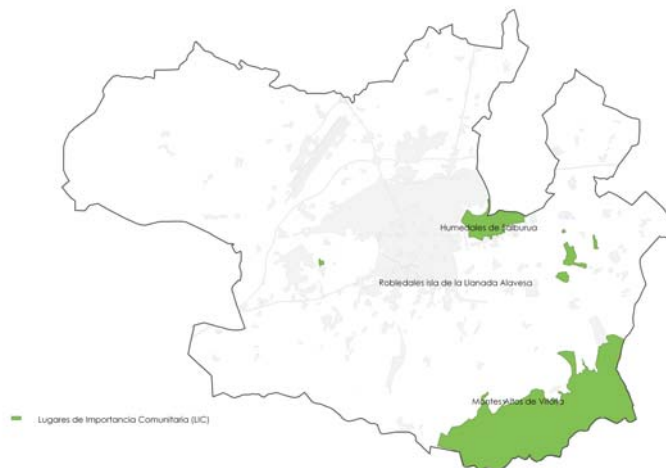 Humedales de Salburua
Robledales Isla de la Llanada Alavesa
Montes Altos de Vitoria
Lugares de Importancia Comunitaria (LIC)